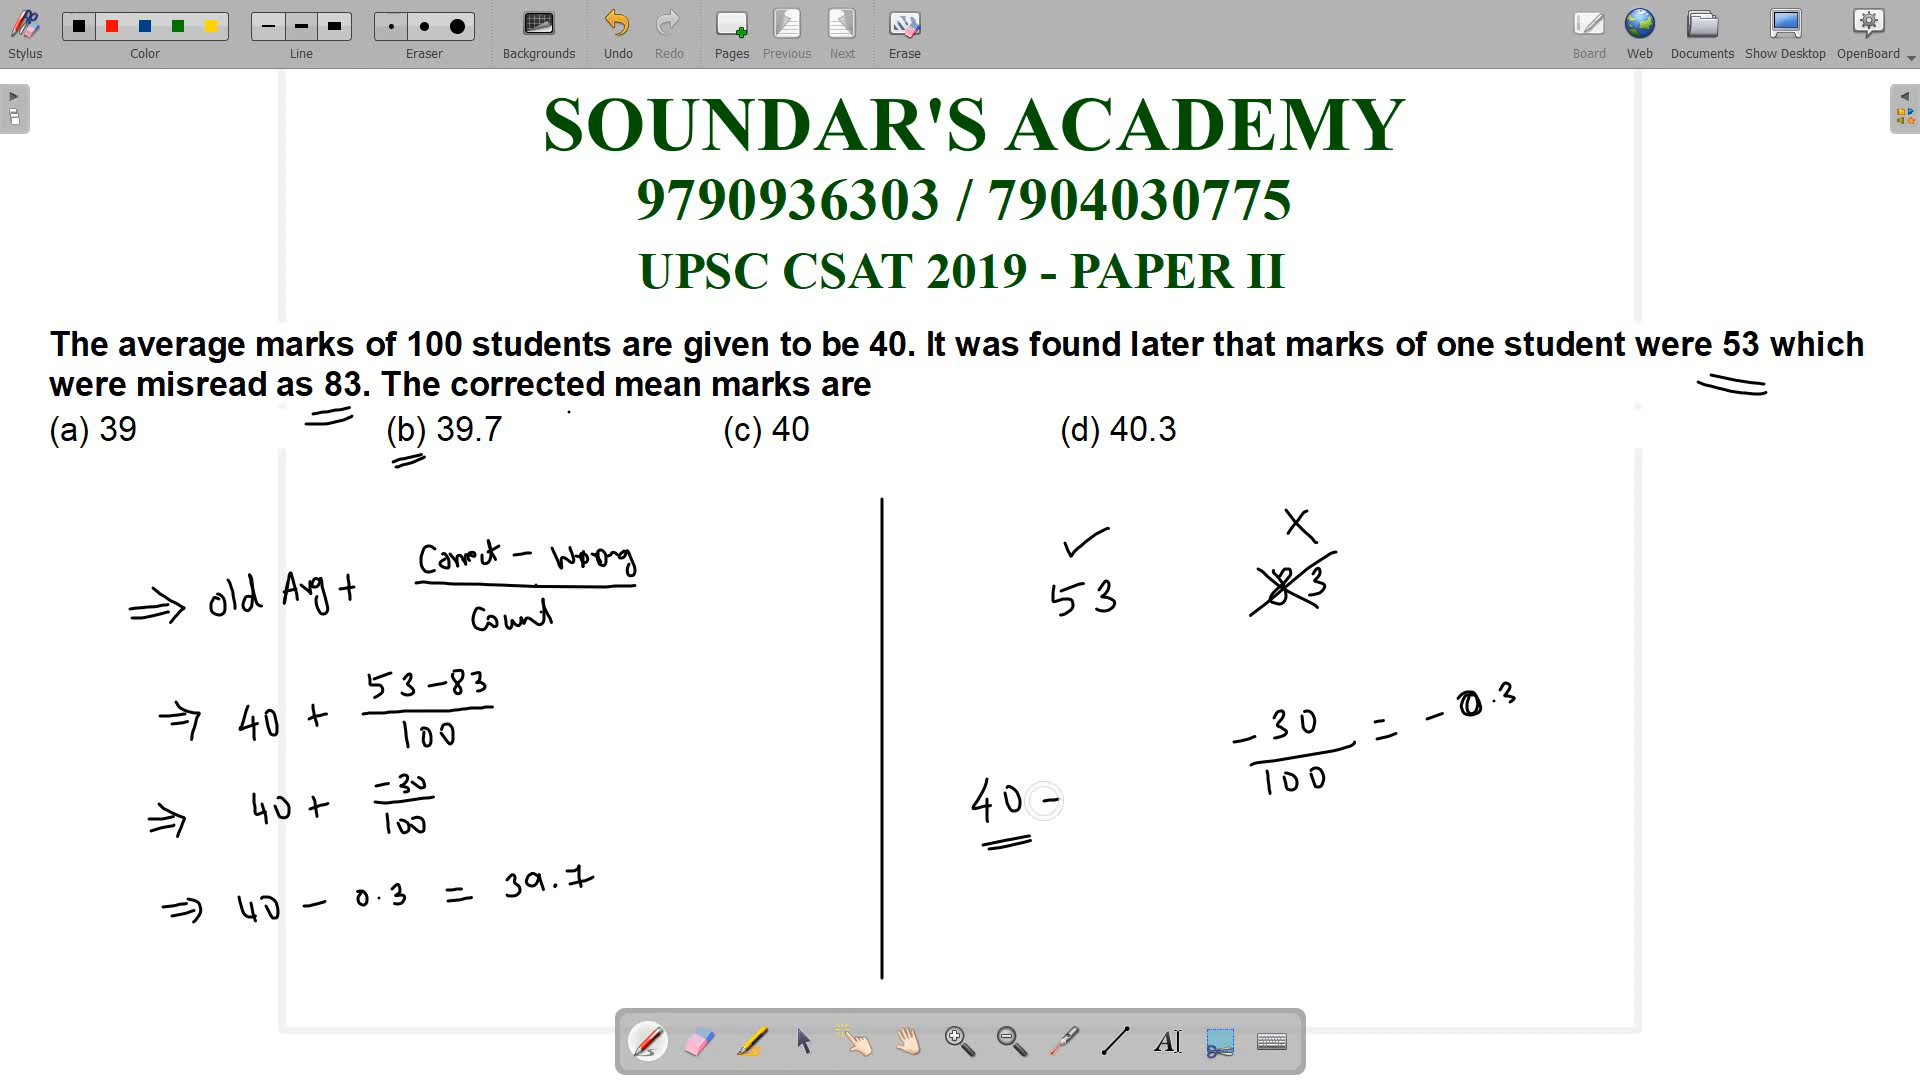 Stylus Color Line Eraser Backgrounds Undo Redo Pages Previous Next Erase Board Web Documents Show Desktop OpenBoard
SOUNDAR'S ACADEMY
9790936303 / 7904030775
UPSC CSAT 2019 - PAPER II
The average marks of 100 students are given to be 40. It was found later that marks of one student were 53 which
were misread as 83. The corrected mean marks are
(a) 39 (b) 39.7 (c) 40 (d) 40.3
⇒ old Avg +
Correct - Wrong
Count
⇒ 40 +
53 - 83
100
⇒ 40 +
-30
100
⇒ 40 - 0.3 = 39.7
✓ X
53 83
-30
100
= - 0.3
40 -
AI